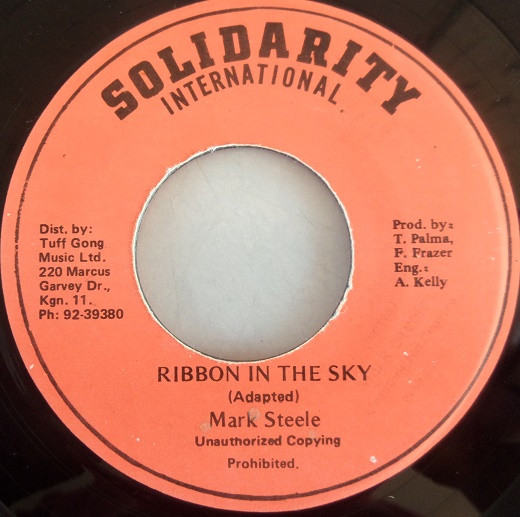 SOLIDARITY
INTERNATIONAL
Dist. by:
Tuff Gong
Music Ltd.
220 Marcus
Garvey Dr.,
Kgn. 11.
Ph: 92-39380
Prod. by:
T. Palma,
F. Frazer
Eng.:
A. Kelly
RIBBON IN THE SKY
(Adapted)
Mark Steele
Unauthorized Copying
Prohibited.